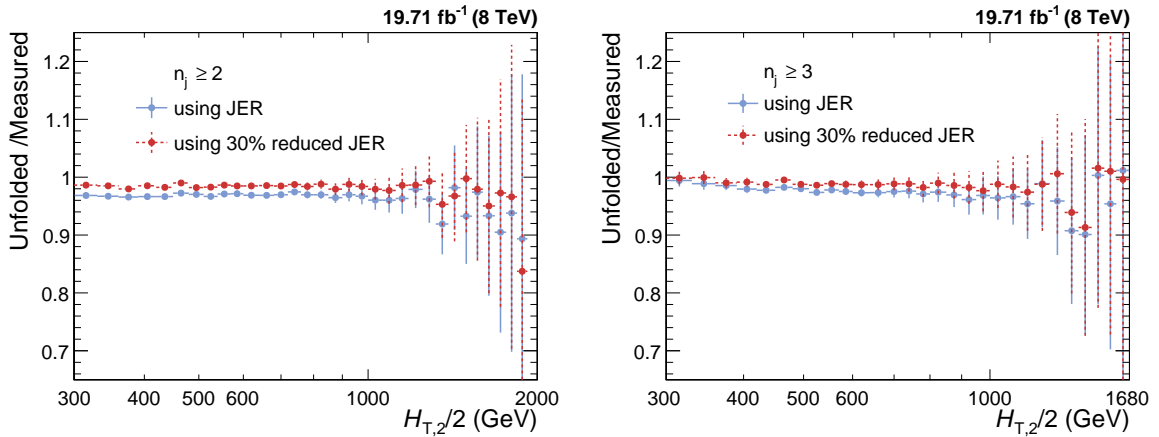 19.71 fb⁻¹ (8 TeV)
Unfolded /Measured
1.2
1.1
1
0.9
0.8
0.7
n_j ≥ 2
using JER
using 30% reduced JER
300 400 500 600 1000 2000
H_T,2/2 (GeV)
19.71 fb⁻¹ (8 TeV)
Unfolded/Measured
1.2
1.1
1
0.9
0.8
0.7
n_j ≥ 3
using JER
using 30% reduced JER
300 400 500 600 1000 1680
H_T,2/2 (GeV)